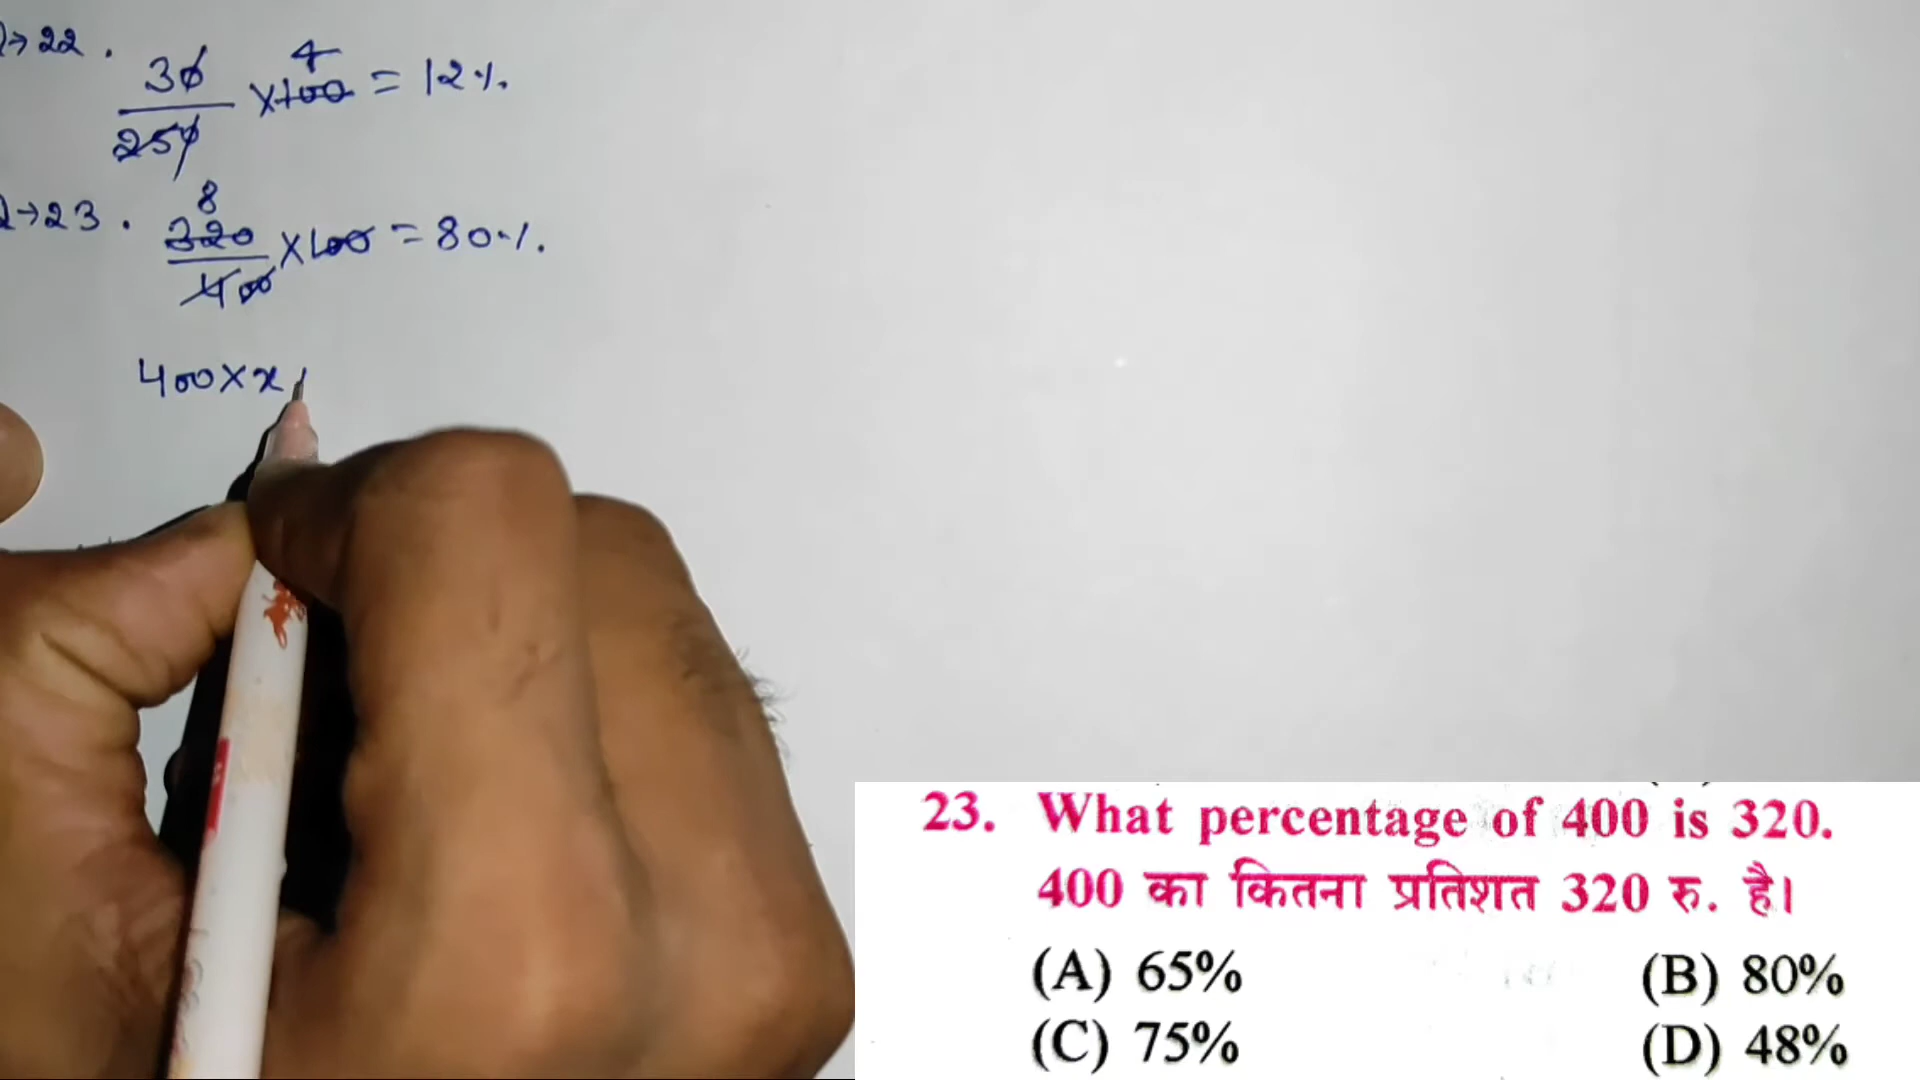 →22. 30/250 × 100 4 = 12%.
→23. 8 320/400 × 100 = 80%.
400 × x
23. What percentage of 400 is 320.
400 का कितना प्रतिशत 320 रु. है।
(A) 65% (B) 80%
(C) 75% (D) 48%